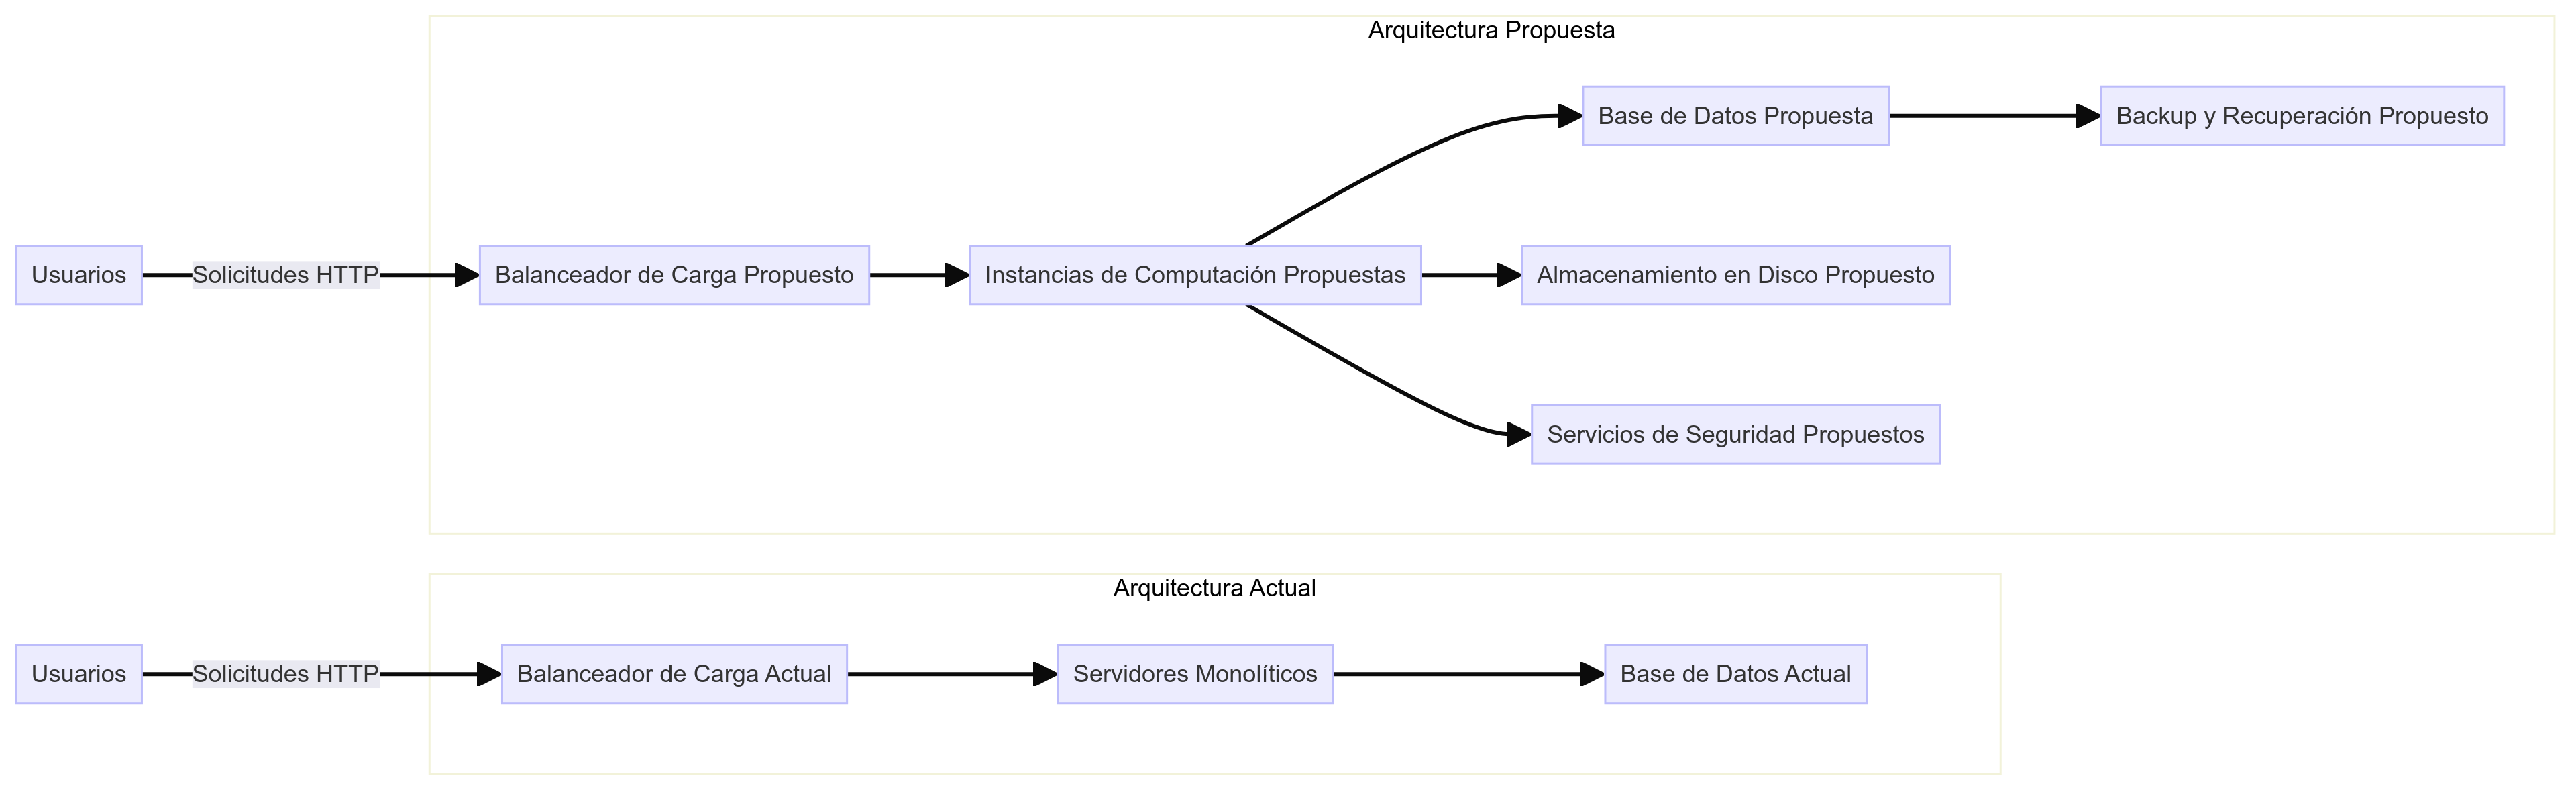 Arquitectura Propuesta
Base de Datos Propuesta
Backup y Recuperación Propuesto
Usuarios
Solicitudes HTTP
Balanceador de Carga Propuesto
Instancias de Computación Propuestas
Almacenamiento en Disco Propuesto
Servicios de Seguridad Propuestos
Arquitectura Actual
Usuarios
Solicitudes HTTP
Balanceador de Carga Actual
Servidores Monolíticos
Base de Datos Actual